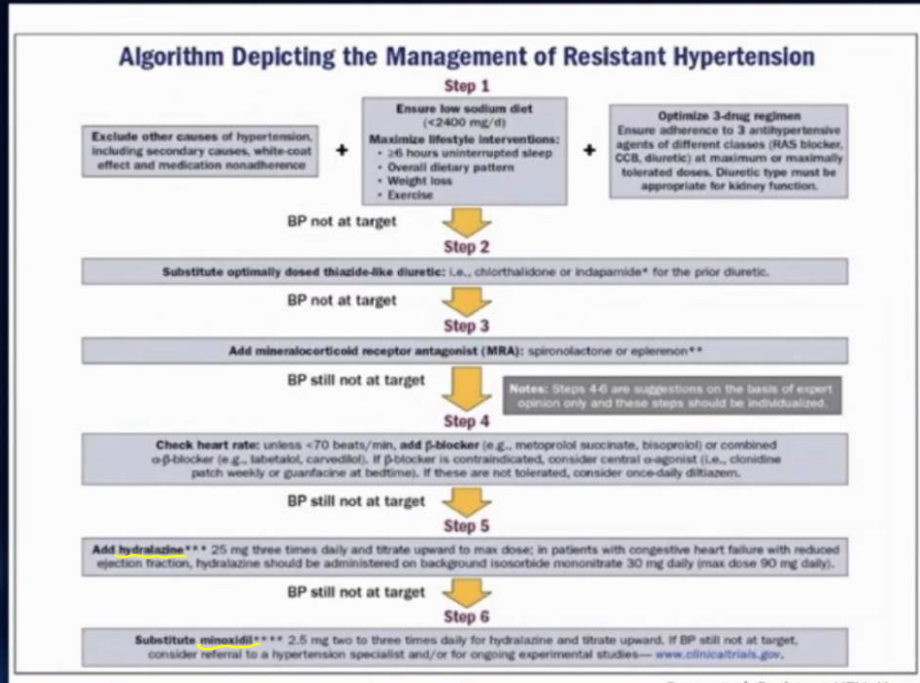 Algorithm Depicting the Management of Resistant Hypertension
Step 1
Exclude other causes of hypertension,
including secondary causes, white-coat
effect and medication nonadherence
+
Ensure low sodium diet
(<2400 mg/d)
Maximize lifestyle interventions:
• ≥6 hours uninterrupted sleep
• Overall dietary pattern
• Weight loss
• Exercise
+
Optimize 3-drug regimen
Ensure adherence to 3 antihypertensive
agents of different classes (RAS blocker,
CCB, diuretic) at maximum or maximally
tolerated doses. Diuretic type must be
appropriate for kidney function.
BP not at target
Step 2
Substitute optimally dosed thiazide-like diuretic: i.e., chlorthalidone or indapamide* for the prior diuretic.
BP not at target
Step 3
Add mineralocorticoid receptor antagonist (MRA): spironolactone or eplerenon**
BP still not at target
Notes: Steps 4-6 are suggestions on the basis of expert
opinion only and these steps should be individualized.
Step 4
Check heart rate: unless <70 beats/min, add β-blocker (e.g., metoprolol succinate, bisoprolol) or combined
α-β-blocker (e.g., labetalol, carvedilol). If β-blocker is contraindicated, consider central α-agonist (i.e., clonidine
patch weekly or guanfacine at bedtime). If these are not tolerated, consider once-daily diltiazem.
BP still not at target
Step 5
Add hydralazine*** 25 mg three times daily and titrate upward to max dose; in patients with congestive heart failure with reduced
ejection fraction, hydralazine should be administered on background isosorbide mononitrate 30 mg daily (max dose 90 mg daily).
BP still not at target
Step 6
Substitute minoxidil**** 2.5 mg two to three times daily for hydralazine and titrate upward. If BP still not at target,
consider referral to a hypertension specialist and/or for ongoing experimental studies— www.clinicaltrials.gov.